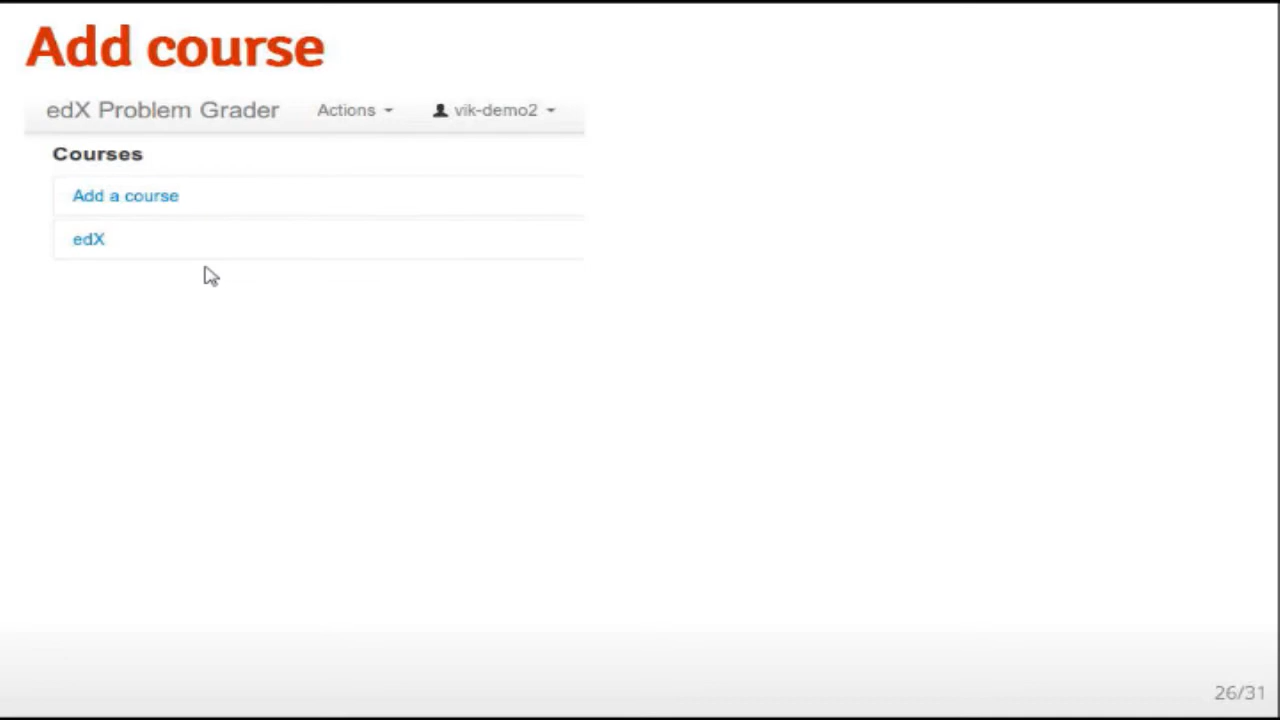 Add course
edX Problem Grader Actions vik-demo2
Courses
Add a course
edX
26/31